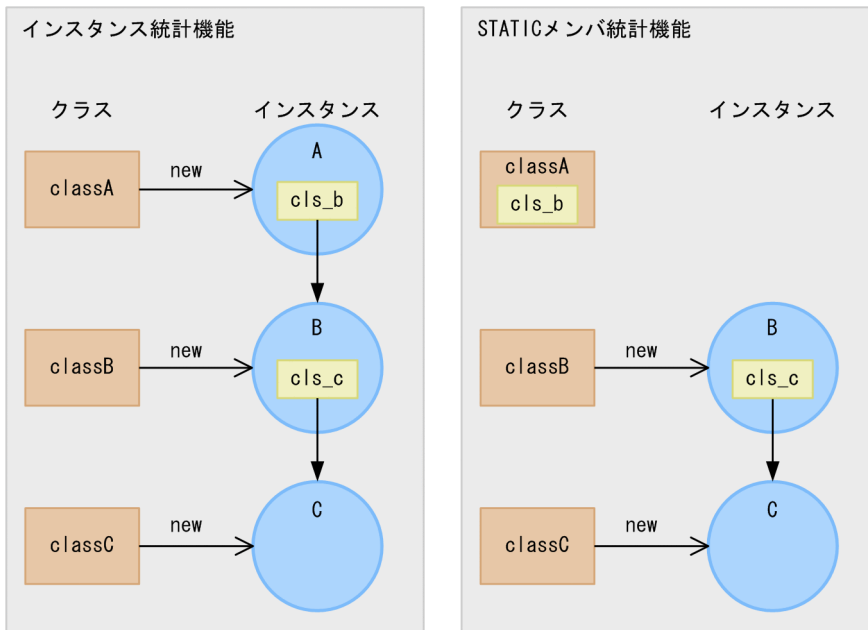 インスタンス統計機能
クラス
インスタンス
classA
new
A
cls_b
classB
new
B
cls_c
classC
new
C
STATICメンバ統計機能
クラス
インスタンス
classA
cls_b
classB
new
B
cls_c
classC
new
C